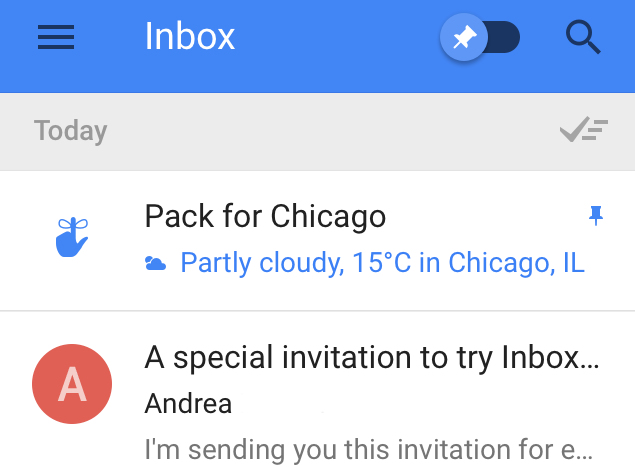 Inbox
Today
Pack for Chicago
Partly cloudy, 15°C in Chicago, IL
A
A special invitation to try Inbox...
Andrea
I'm sending you this invitation for e...